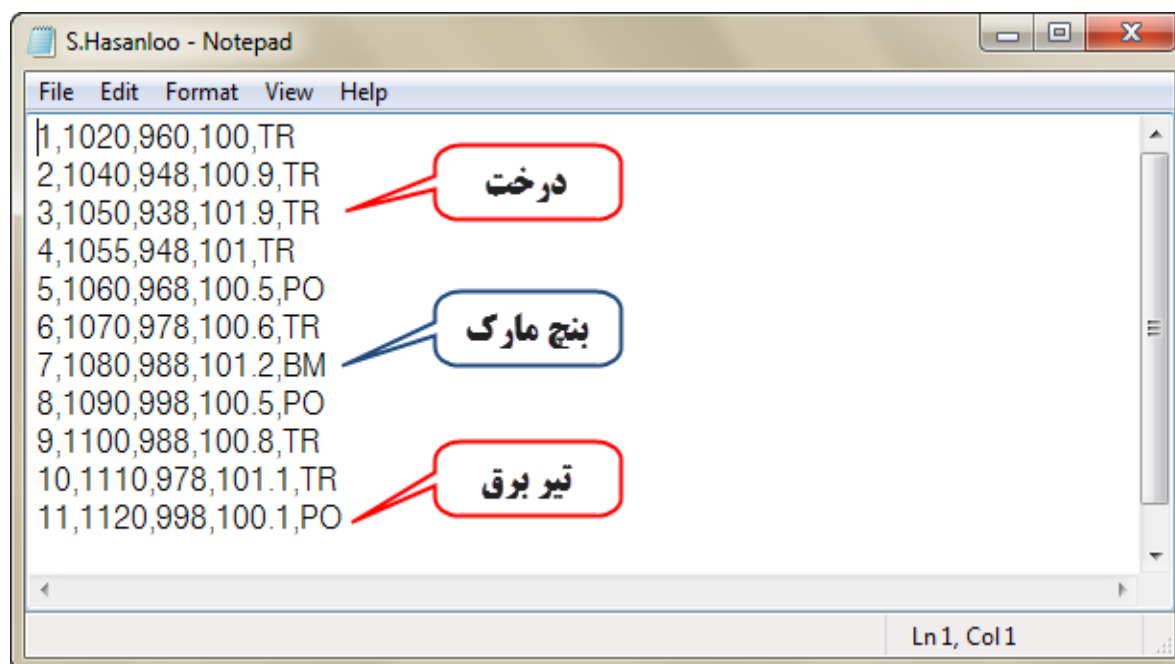 S.Hasanloo - Notepad
File Edit Format View Help
1,1020,960,100,TR
2,1040,948,100.9,TR
3,1050,938,101.9,TR
4,1055,948,101,TR
5,1060,968,100.5,PO
6,1070,978,100.6,TR
7,1080,988,101.2,BM
8,1090,998,100.5,PO
9,1100,988,100.8,TR
10,1110,978,101.1,TR
11,1120,998,100.1,PO
درخت
بنچ مارک
تیر برق
Ln 1, Col 1